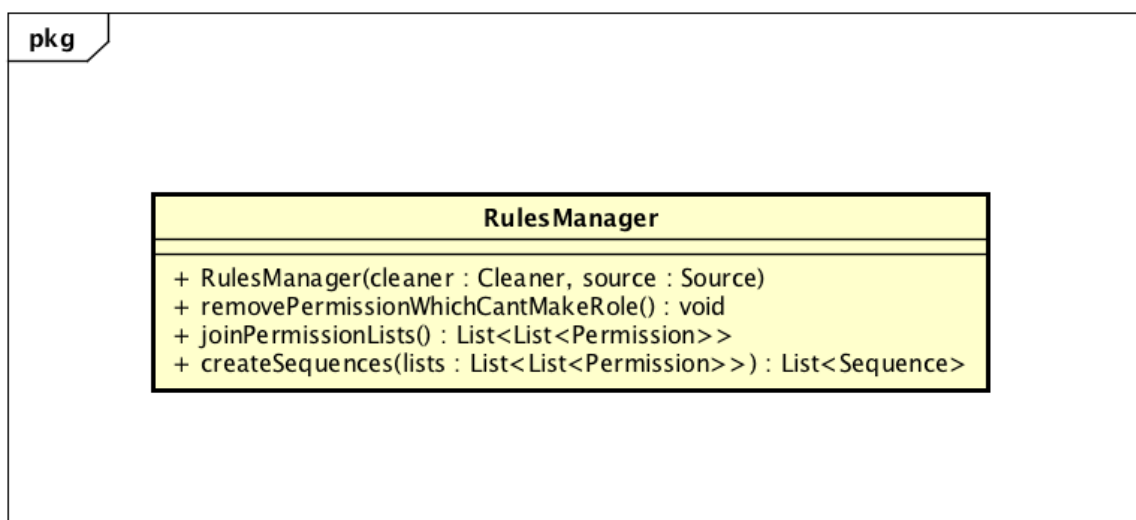 pkg
RulesManager
+ RulesManager(cleaner : Cleaner, source : Source)
+ removePermissionWhichCantMakeRole() : void
+ joinPermissionLists() : List<List<Permission>>
+ createSequences(lists : List<List<Permission>>) : List<Sequence>